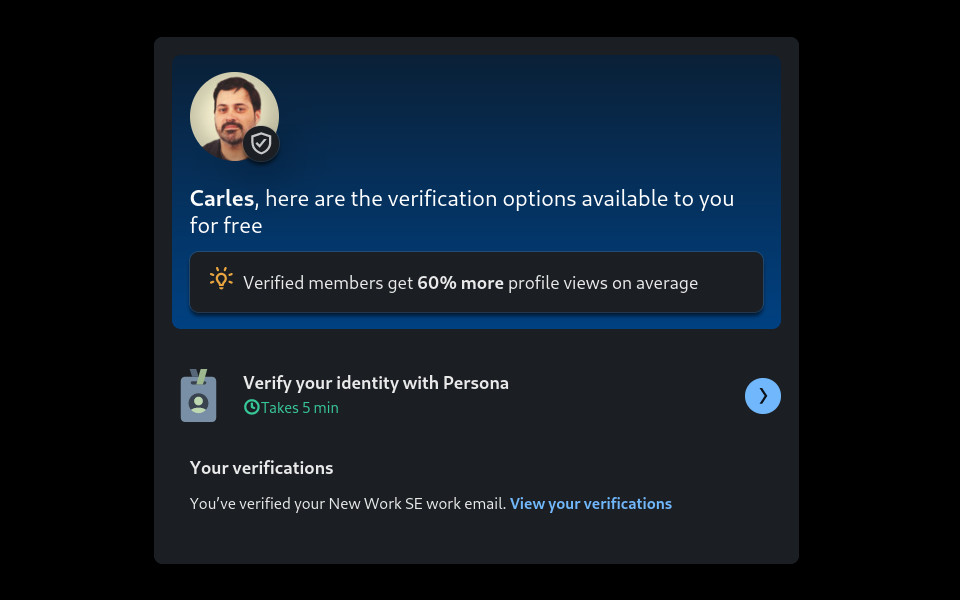 Carles, here are the verification options available to you
for free
Verified members get 60% more profile views on average
Verify your identity with Persona
Takes 5 min
Your verifications
You’ve verified your New Work SE work email. View your verifications